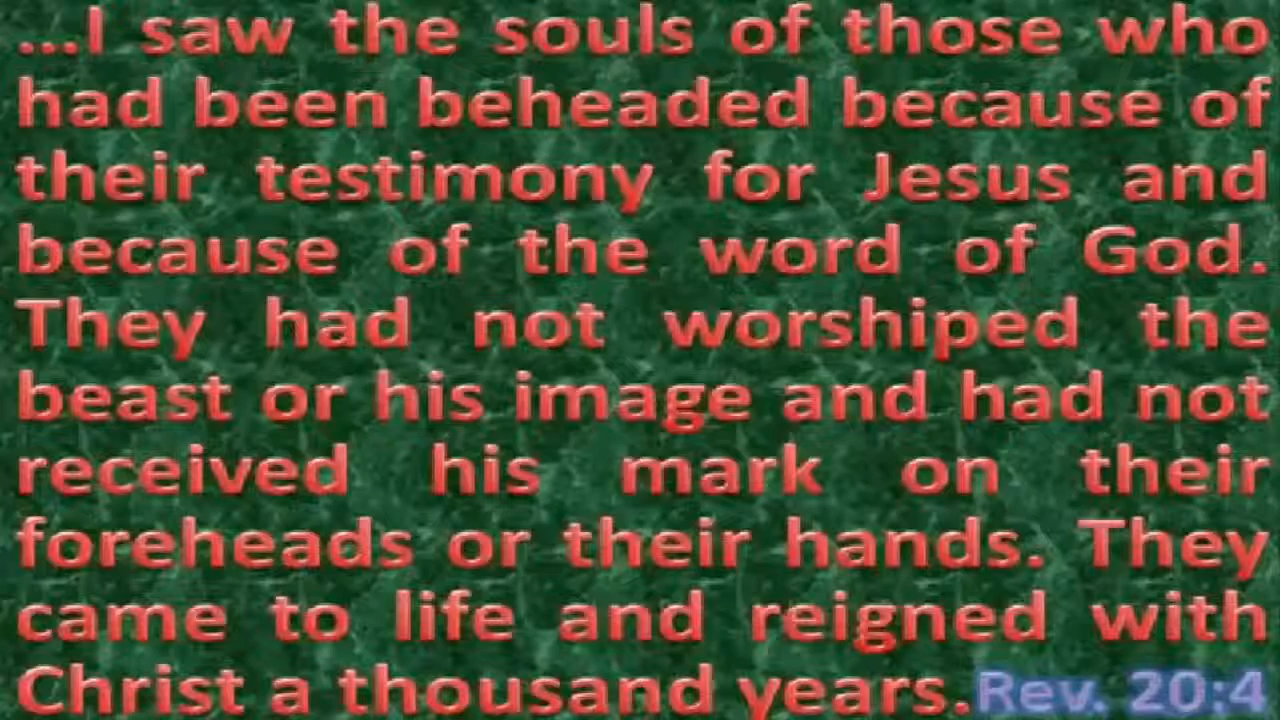 ...I saw the souls of those who
had been beheaded because of
their testimony for Jesus and
because of the word of God.
They had not worshiped the
beast or his image and had not
received his mark on their
foreheads or their hands. They
came to life and reigned with
Christ a thousand years. Rev. 20:4